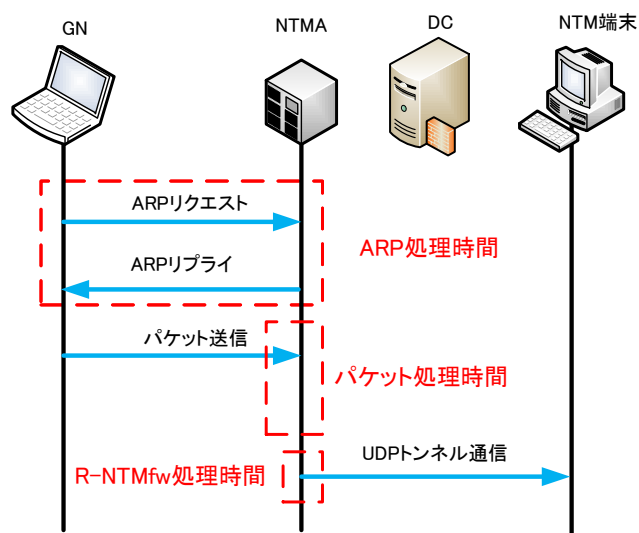 GN
NTMA
DC
NTM端末
ARPリクエスト
ARP処理時間
ARPリプライ
パケット送信
パケット処理時間
R-NTMfw処理時間
UDPトンネル通信